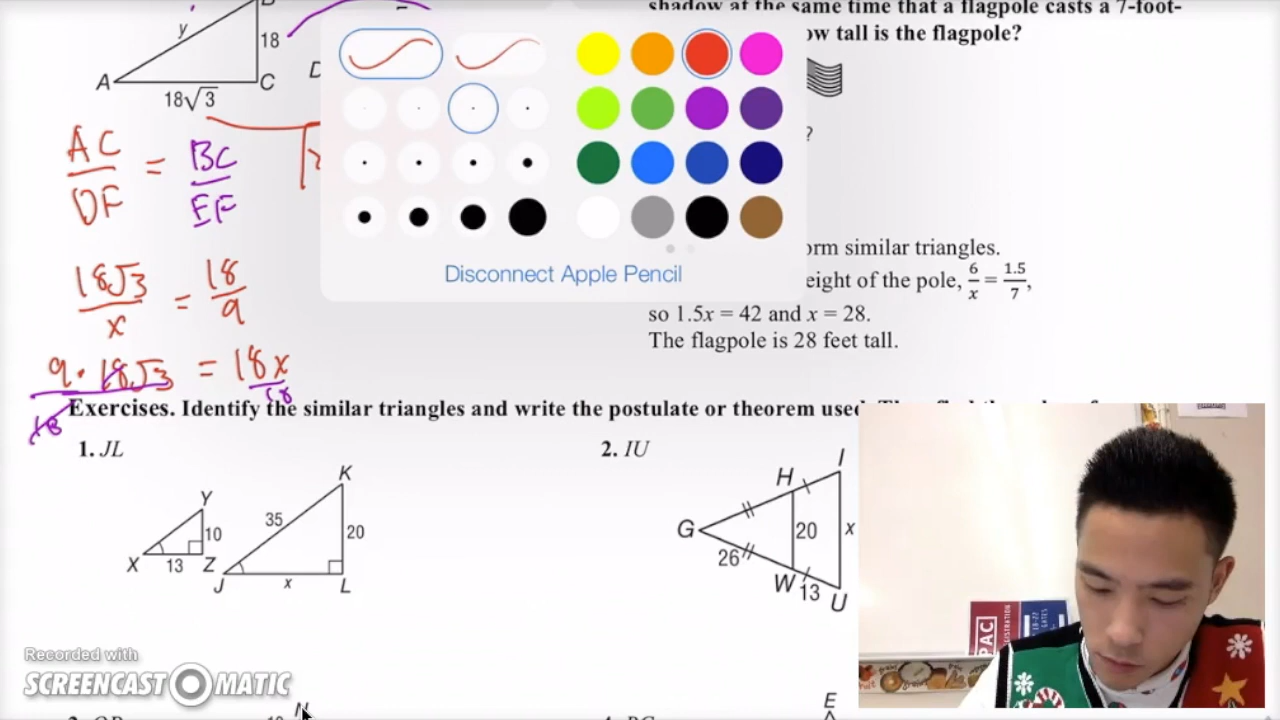 shadow at the same time that a flagpole casts a 7-foot-
ow tall is the flagpole?
y
18
A
C
18√3
D
?
AC/DF = BC/EF
18√3/x = 18/9
9 · 18√3 = 18x
18
18
Disconnect Apple Pencil
orm similar triangles.
eight of the pole, 6/x = 1.5/7,
so 1.5x = 42 and x = 28.
The flagpole is 28 feet tall.
Exercises. Identify the similar triangles and write the postulate or theorem used
1. JL
2. IU
Y
10
X
13
Z
K
35
20
J
x
L
I
H
G
20
x
26
W
13
U
Recorded with
SCREENCAST-O-MATIC
PAC
REGISTRATION
N
E